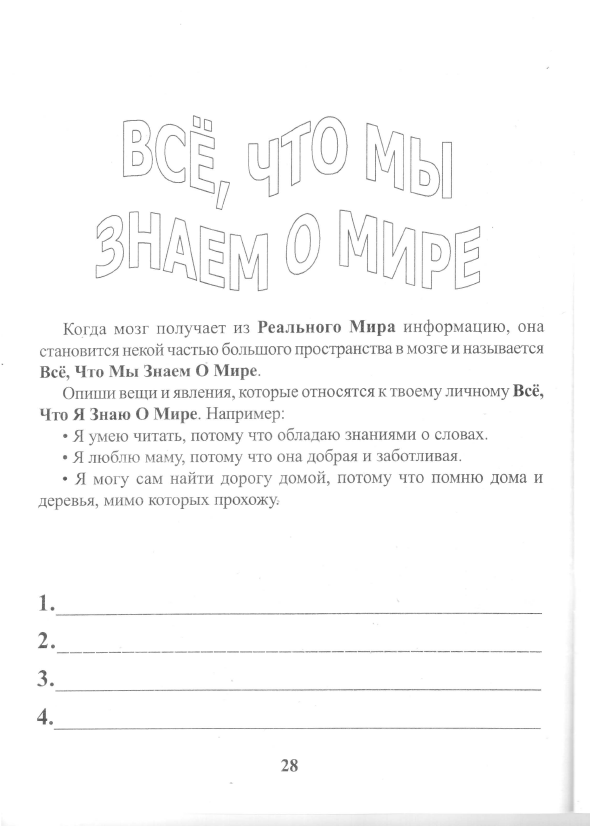 ВСЁ, ЧТО МЫ
ЗНАЕМ О МИРЕ
Когда мозг получает из Реального Мира информацию, она
становится некой частью большого пространства в мозге и называется
Всё, Что Мы Знаем О Мире.
Опиши вещи и явления, которые относятся к твоему личному Всё,
Что Я Знаю О Мире. Например:
• Я умею читать, потому что обладаю знаниями о словах.
• Я люблю маму, потому что она добрая и заботливая.
• Я могу сам найти дорогу домой, потому что помню дома и
деревья, мимо которых прохожу.
1.
2.
3.
4.
28